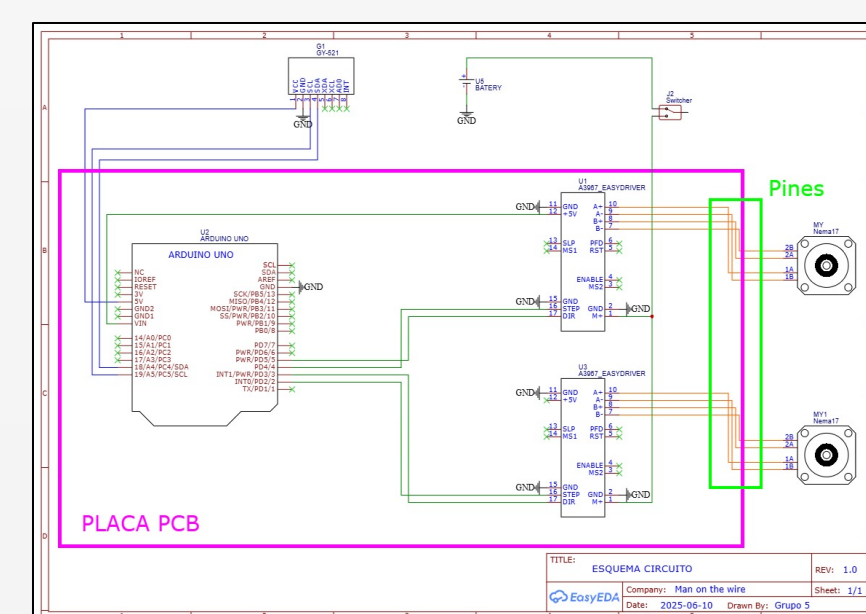 1 2 3 4 5
A
B
C
D
G1
GY-521
VCC
GND
SCL
SDA
XDA
XCL
AD0
INT
1 2 3 4 5 6 7 8
GND
U5
BATERY
GND
J2
Switcher
Pines
U1
A3967_EASYDRIVER
GND 11 GND A+ 10
12 +5V A- 9
B+ 8
B- 7
13 SLP PFD 6
14 MS1 RST 5
ENABLE 4
MS2 3
GND 15 GND
16 STEP GND 2 GND
17 DIR M+ 1
MY
Nema17
2B
2A
1A
1B
U2
ARDUINO UNO
ARDUINO UNO
NC
IOREF
RESET
3V
5V
GND2
GND1
VIN
14/A0/PC0
15/A1/PC1
16/A2/PC2
17/A3/PC3
18/A4/PC4/SDA
19/A5/PC5/SCL
SCL
SDA
AREF
GND GND
SCK/PB5/13
MISO/PB4/12
MOSI/PWR/PB3/11
SS/PWR/PB2/10
PWR/PB1/9
PB0/8
PD7/7
PWR/PD6/6
PWR/PD5/5
PD4/4
INT1/PWR/PD3/3
INT0/PD2/2
TX/PD1/1
U3
A3967_EASYDRIVER
GND 11 GND A+ 10
12 +5V A- 9
B+ 8
B- 7
13 SLP PFD 6
14 MS1 RST 5
ENABLE 4
MS2 3
GND 15 GND
16 STEP GND 2 GND
17 DIR M+ 1
MY1
Nema17
2B
2A
1A
1B
PLACA PCB
TITLE:
ESQUEMA CIRCUITO
REV: 1.0
EasyEDA
Company: Man on the wire
Sheet: 1/1
Date: 2025-06-10 Drawn By: Grupo 5